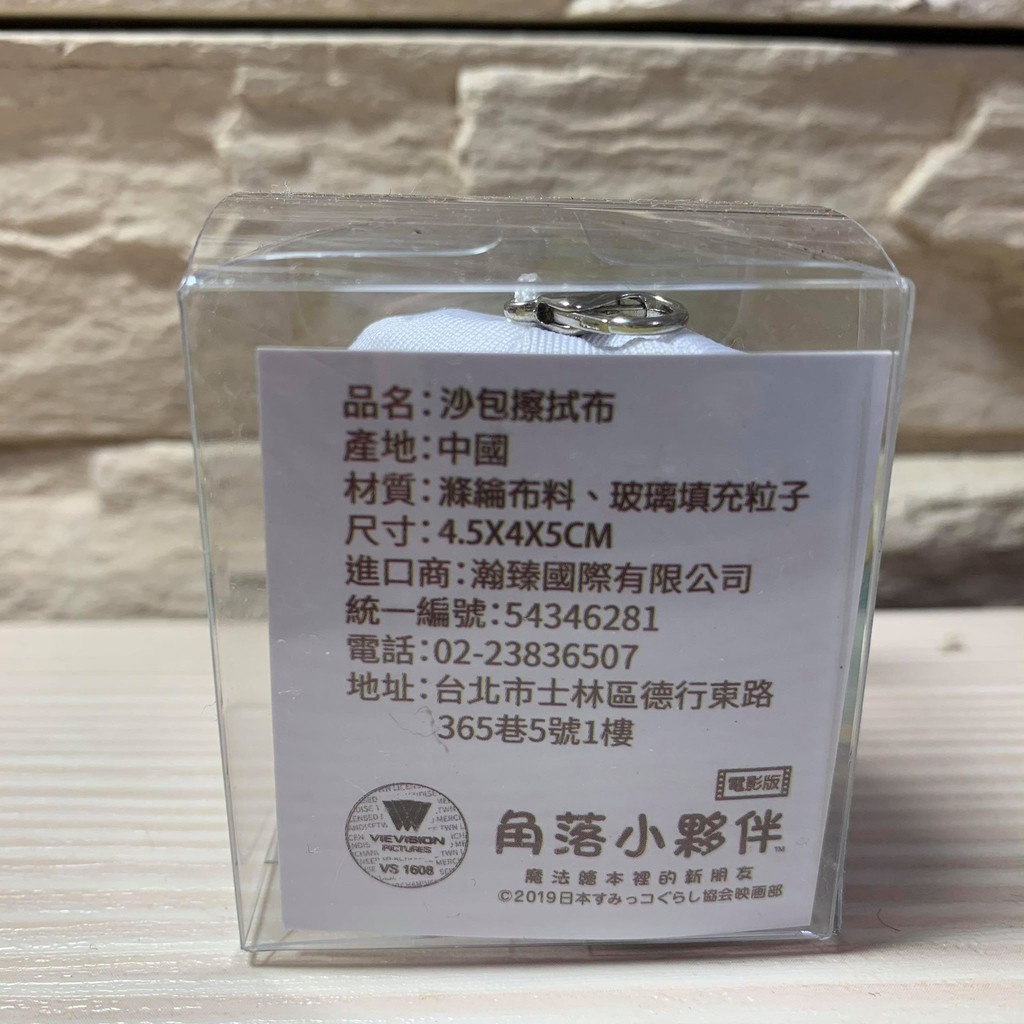 品名：沙包擦拭布
產地：中國
材質：滌綸布料、玻璃填充粒子
尺寸：4.5X4X5CM
進口商：瀚臻國際有限公司
統一編號：54346281
電話：02-23836507
地址：台北市士林區德行東路
365巷5號1樓
VIEVISION
PICTURES
VS 1608
電影版
角落小夥伴™
魔法繪本裡的新朋友
©2019日本すみっコぐらし協会映画部